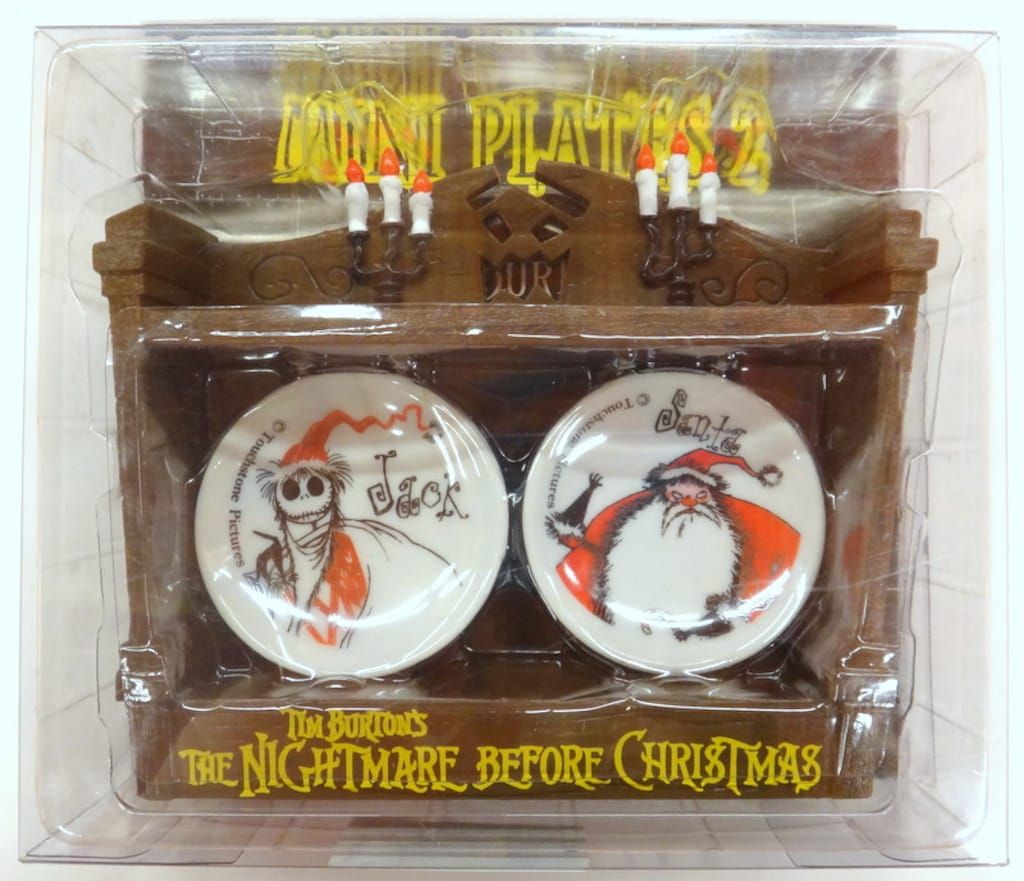 MINI PLATES 2
© Touchstone Pictures
Jack
© Touchstone Pictures
Santa
TIM BURTON'S
THE NIGHTMARE BEFORE CHRISTMAS